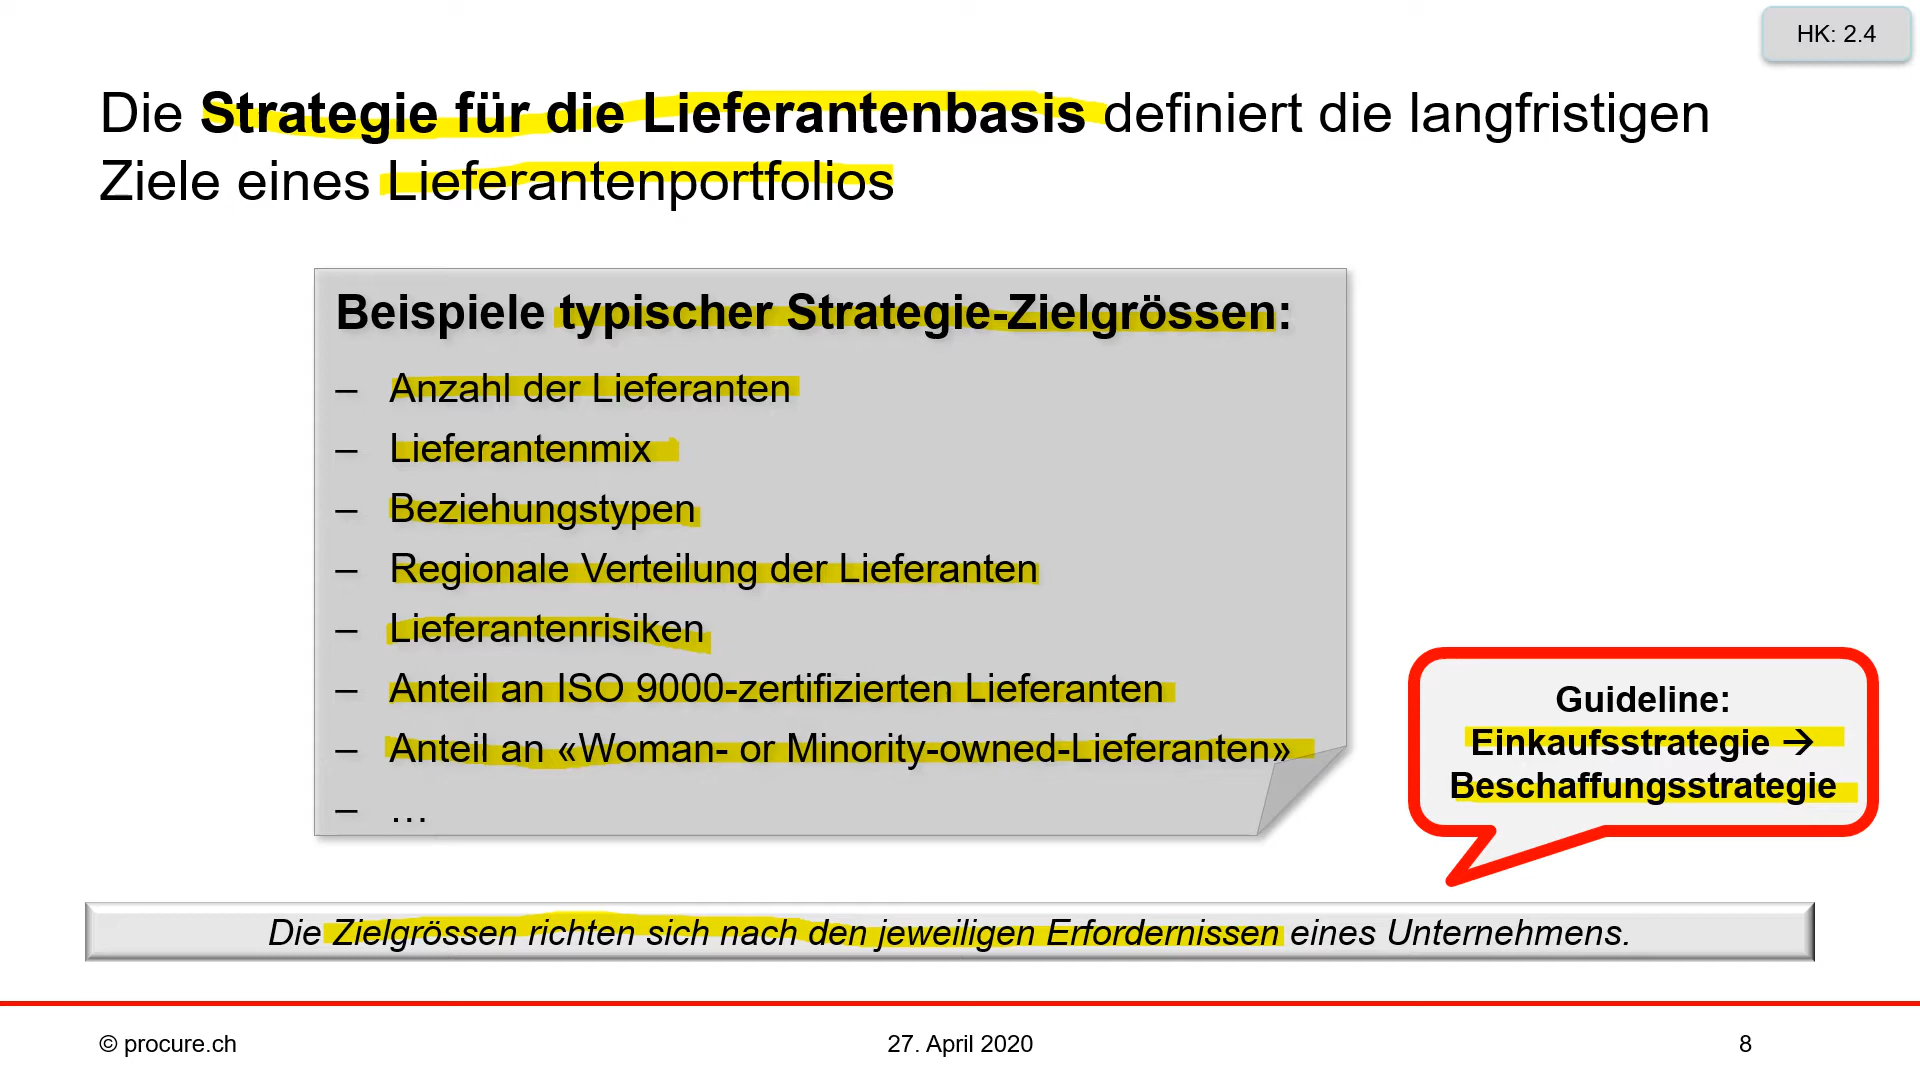 HK: 2.4
Die Strategie für die Lieferantenbasis definiert die langfristigen
Ziele eines Lieferantenportfolios
Beispiele typischer Strategie-Zielgrössen:
– Anzahl der Lieferanten
– Lieferantenmix
– Beziehungstypen
– Regionale Verteilung der Lieferanten
– Lieferantenrisiken
– Anteil an ISO 9000-zertifizierten Lieferanten
– Anteil an «Woman- or Minority-owned-Lieferanten»
– …
Guideline:
Einkaufsstrategie →
Beschaffungsstrategie
Die Zielgrössen richten sich nach den jeweiligen Erfordernissen eines Unternehmens.
© procure.ch
27. April 2020
8